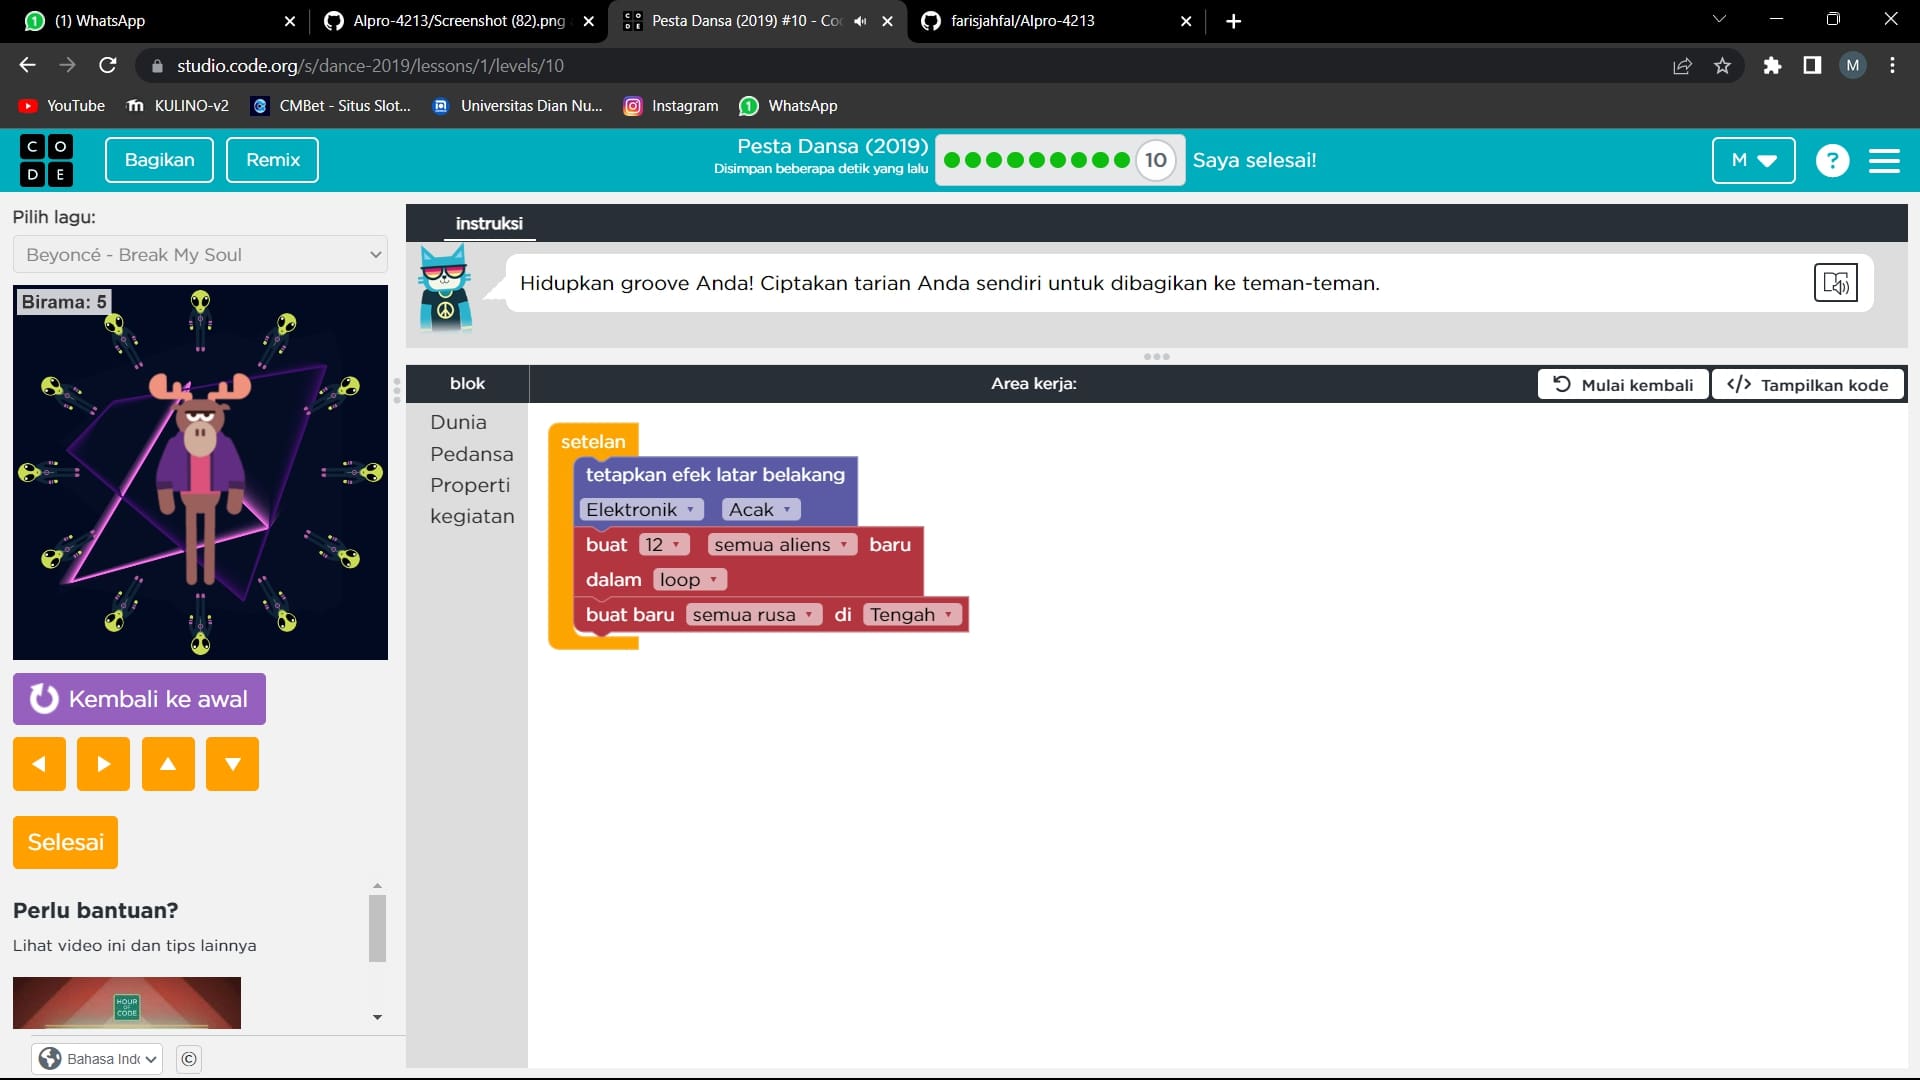 (1) WhatsApp
Alpro-4213/Screenshot (82).png
Pesta Dansa (2019) #10 - Co
farisjahfal/Alpro-4213
studio.code.org/s/dance-2019/lessons/1/levels/10
M
YouTube
KULINO-v2
CMBet - Situs Slot...
Universitas Dian Nu...
Instagram
WhatsApp
C O
D E
Bagikan
Remix
Pesta Dansa (2019)
Disimpan beberapa detik yang lalu
10
Saya selesai!
M
?
Pilih lagu:
Beyoncé - Break My Soul
Birama: 5
Kembali ke awal
Selesai
Perlu bantuan?
Lihat video ini dan tips lainnya
HOUR
OF
CODE
Bahasa Ind
©
instruksi
Hidupkan groove Anda! Ciptakan tarian Anda sendiri untuk dibagikan ke teman-teman.
blok
Area kerja:
Mulai kembali
</> Tampilkan kode
Dunia
Pedansa
Properti
kegiatan
setelan
tetapkan efek latar belakang
Elektronik Acak
buat 12 semua aliens baru
dalam loop
buat baru semua rusa di Tengah